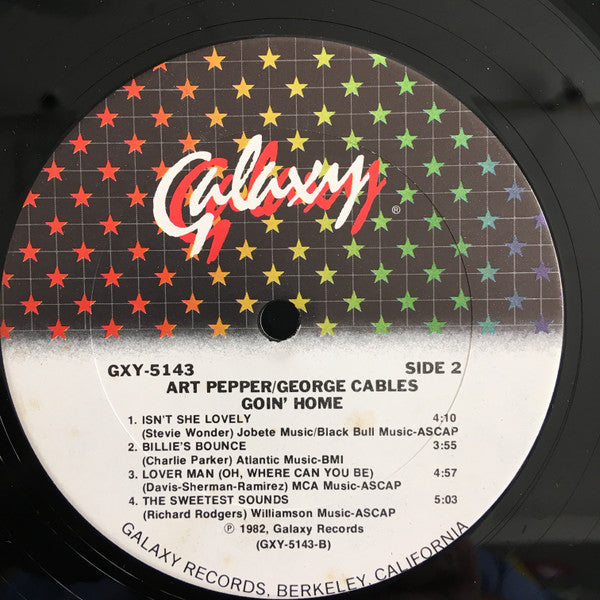 Galaxy®
GXY-5143 SIDE 2
ART PEPPER/GEORGE CABLES
GOIN' HOME
1. ISN'T SHE LOVELY 4:10
(Stevie Wonder) Jobete Music/Black Bull Music-ASCAP
2. BILLIE'S BOUNCE 3:55
(Charlie Parker) Atlantic Music-BMI
3. LOVER MAN (OH, WHERE CAN YOU BE) 4:57
(Davis-Sherman-Ramirez) MCA Music-ASCAP
4. THE SWEETEST SOUNDS 5:03
(Richard Rodgers) Williamson Music-ASCAP
℗ 1982, Galaxy Records
(GXY-5143-B)
GALAXY RECORDS, BERKELEY, CALIFORNIA